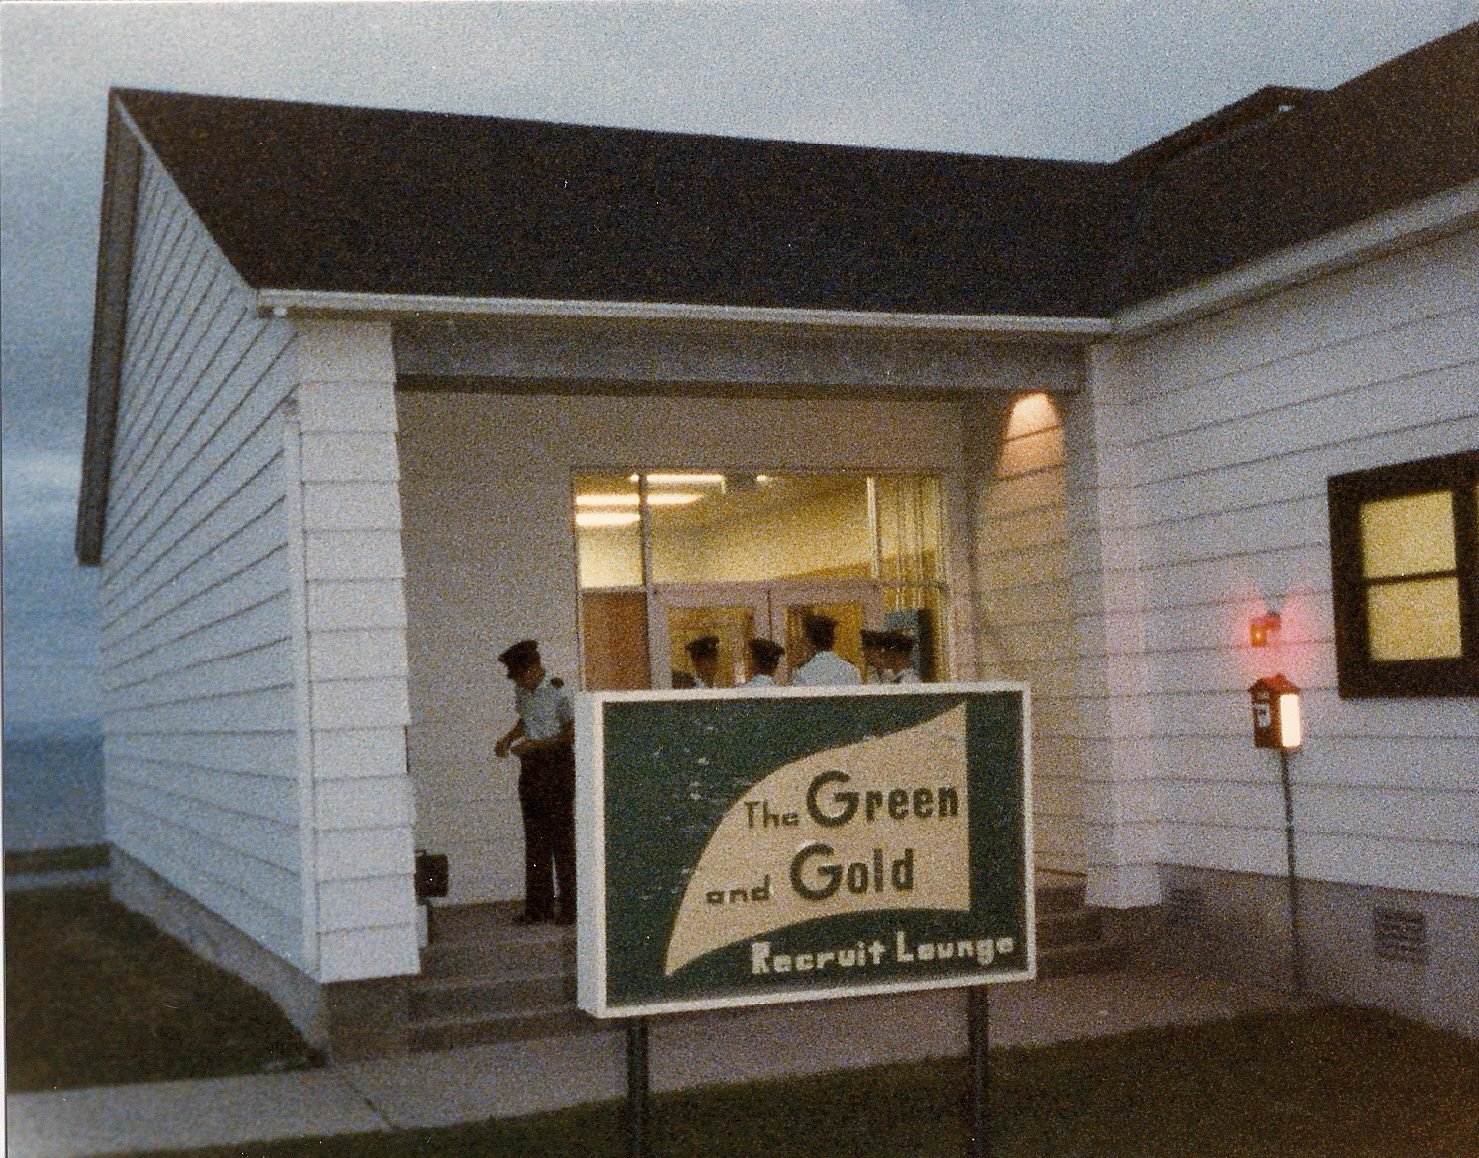 The Green
and Gold
Recruit Lounge